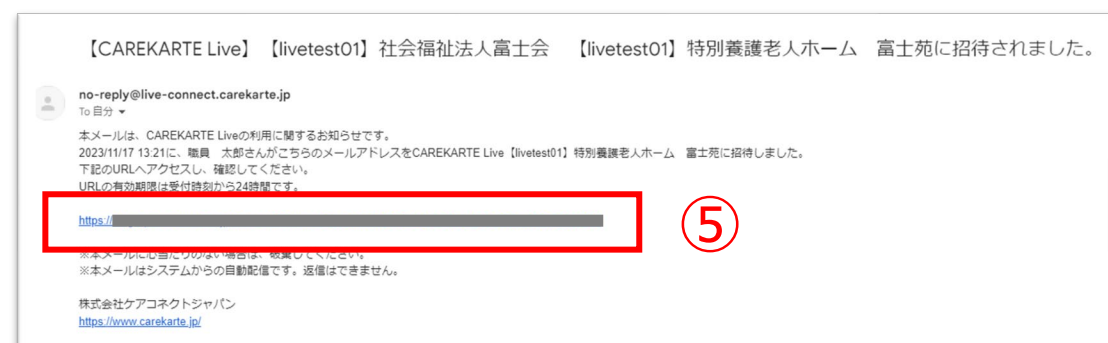 【CAREKARTE Live】【livetest01】社会福祉法人富士会　【livetest01】特別養護老人ホーム　富士苑に招待されました。
no-reply@live-connect.carekarte.jp
To 自分
本メールは、CAREKARTE Liveの利用に関するお知らせです。
2023/11/17 13:21に、職員　太郎さんがこちらのメールアドレスをCAREKARTE Live【livetest01】特別養護老人ホーム　富士苑に招待しました。
下記のURLへアクセスし、確認してください。
URLの有効期限は受付時刻から24時間です。
https://
⑤
※本メールに心当たりのない場合は、破棄してください。
※本メールはシステムからの自動配信です。返信はできません。
株式会社ケアコネクトジャパン
https://www.carekarte.jp/